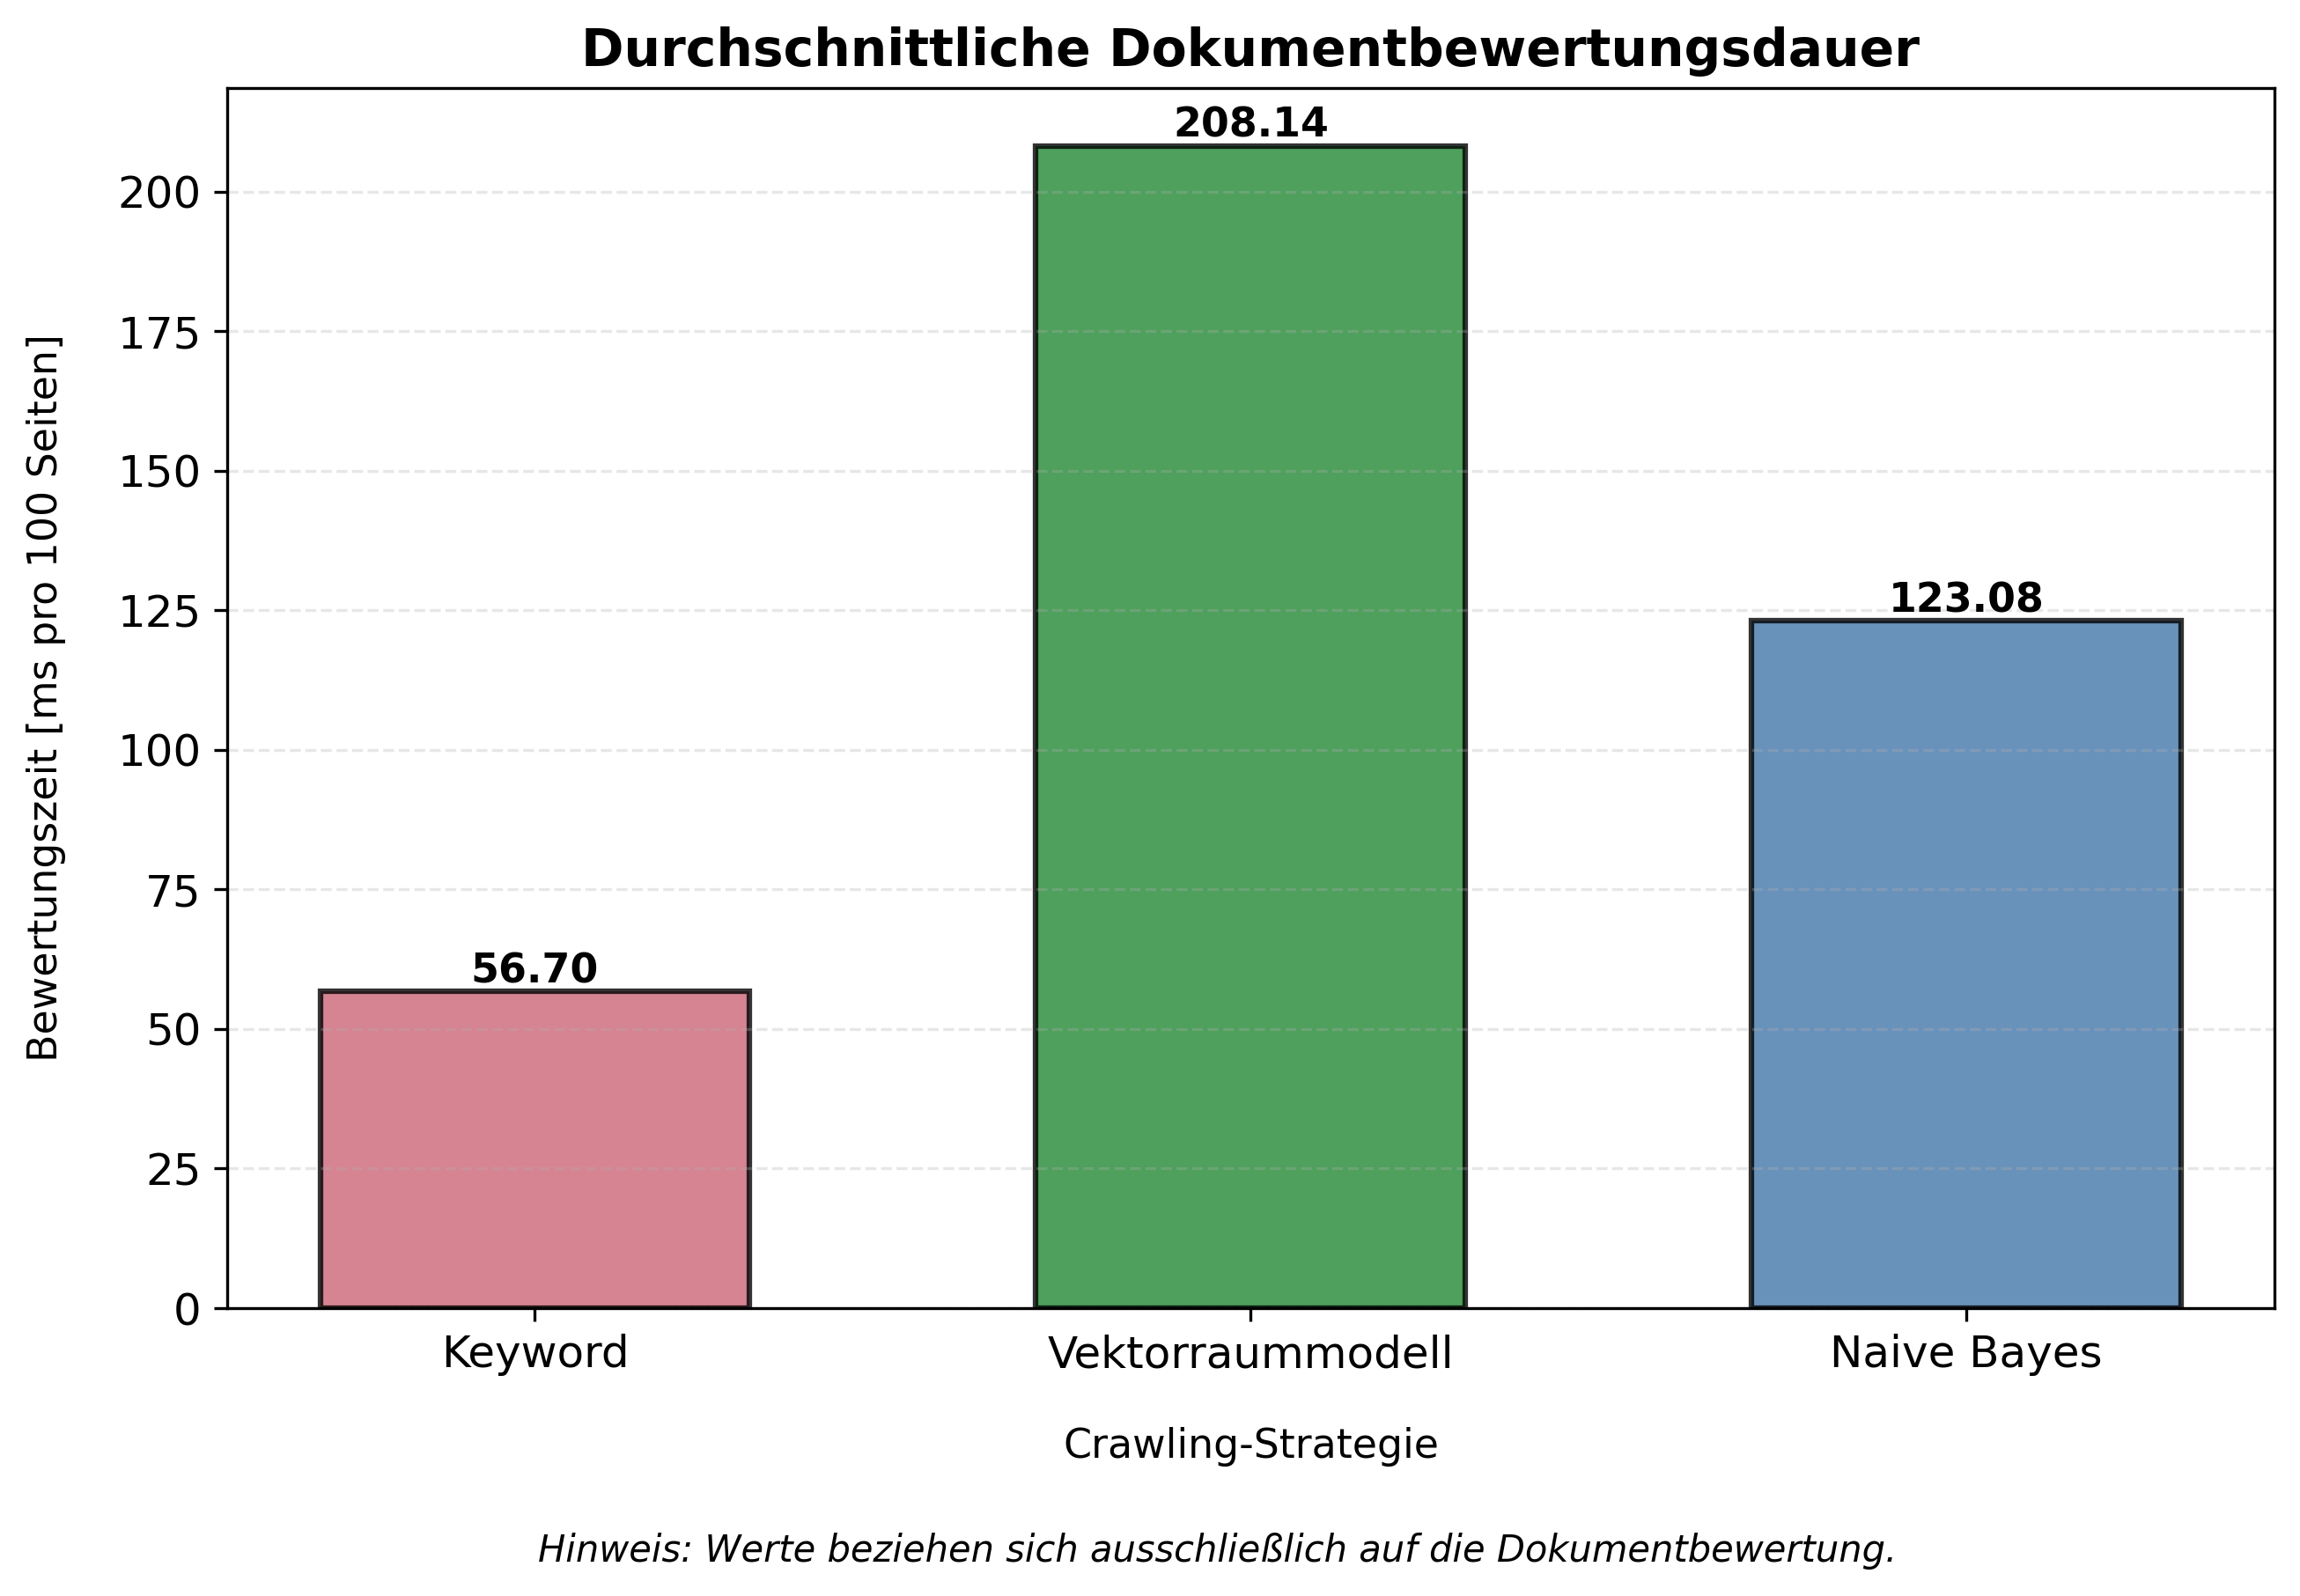 Durchschnittliche Dokumentbewertungsdauer
Bewertungszeit [ms pro 100 Seiten]
200
175
150
125
100
75
50
25
0
56.70
208.14
123.08
Keyword
Vektorraummodell
Naive Bayes
Crawling-Strategie
Hinweis: Werte beziehen sich ausschließlich auf die Dokumentbewertung.